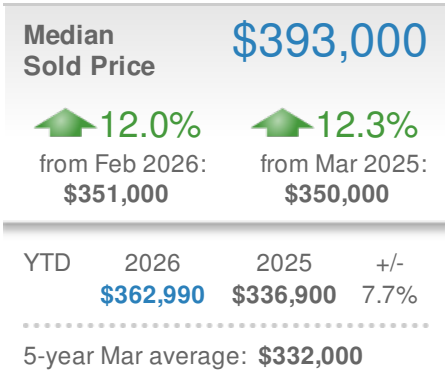 Median
Sold Price
$393,000
12.0% 12.3%
from Feb 2026: from Mar 2025:
$351,000 $350,000
YTD 2026 2025 +/-
$362,990 $336,900 7.7%
5-year Mar average: $332,000